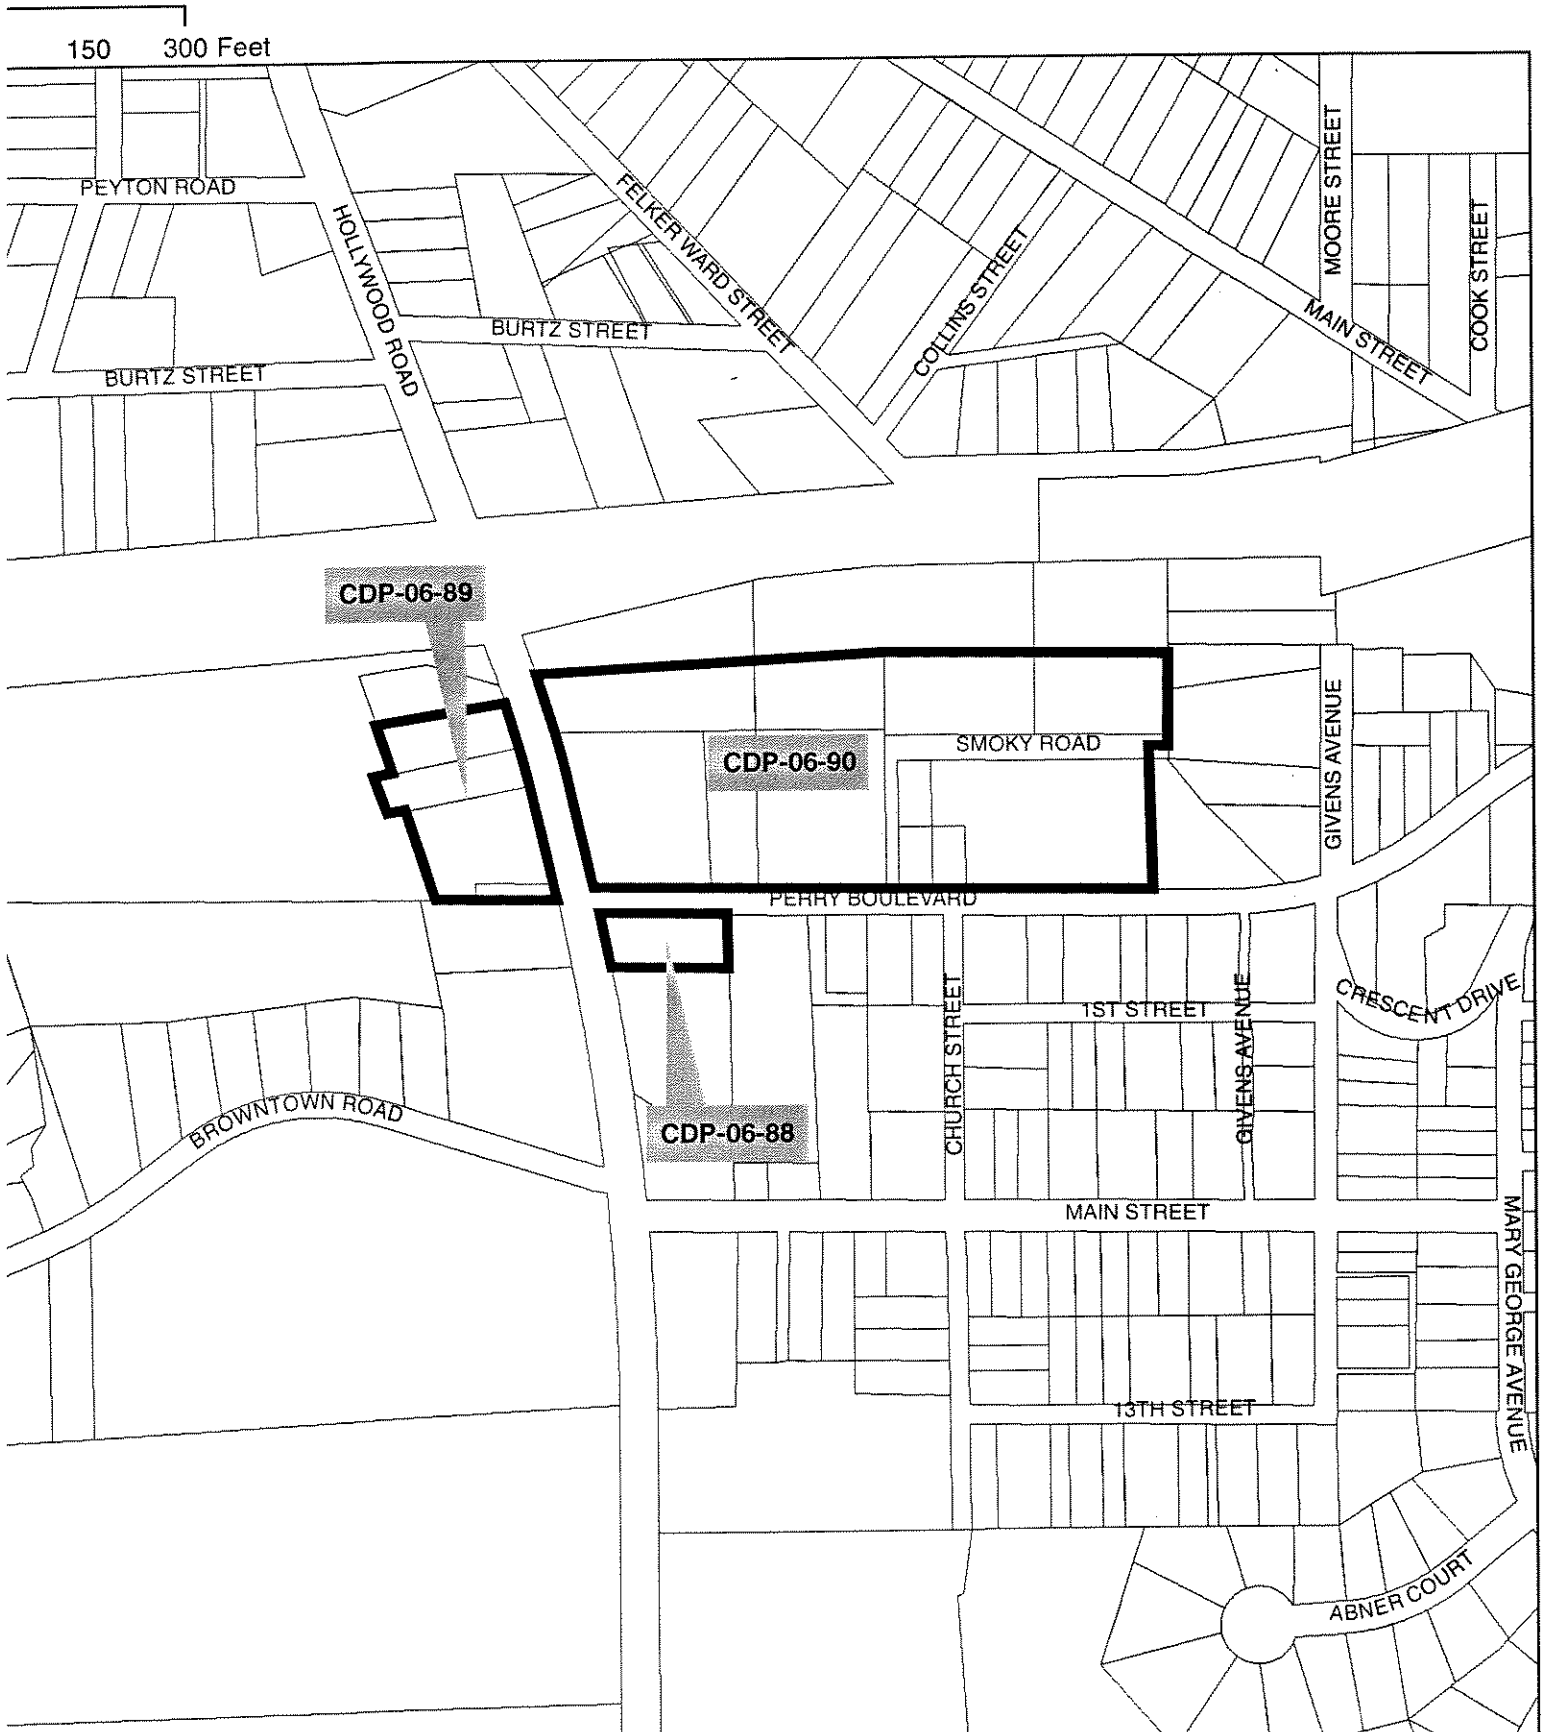 150 300 Feet
PEYTON ROAD
HOLLYWOOD ROAD
FELKER WARD STREET
COLLINS STREET
MOORE STREET
COOK STREET
MAIN STREET
BURTZ STREET
BURTZ STREET
CDP-06-89
CDP-06-90
SMOKY ROAD
GIVENS AVENUE
PERRY BOULEVARD
CHURCH STREET
1ST STREET
GIVENS AVENUE
CRESCENT DRIVE
BROWNTOWN ROAD
CDP-06-88
MAIN STREET
MARY GEORGE AVENUE
13TH STREET
ABNER COURT